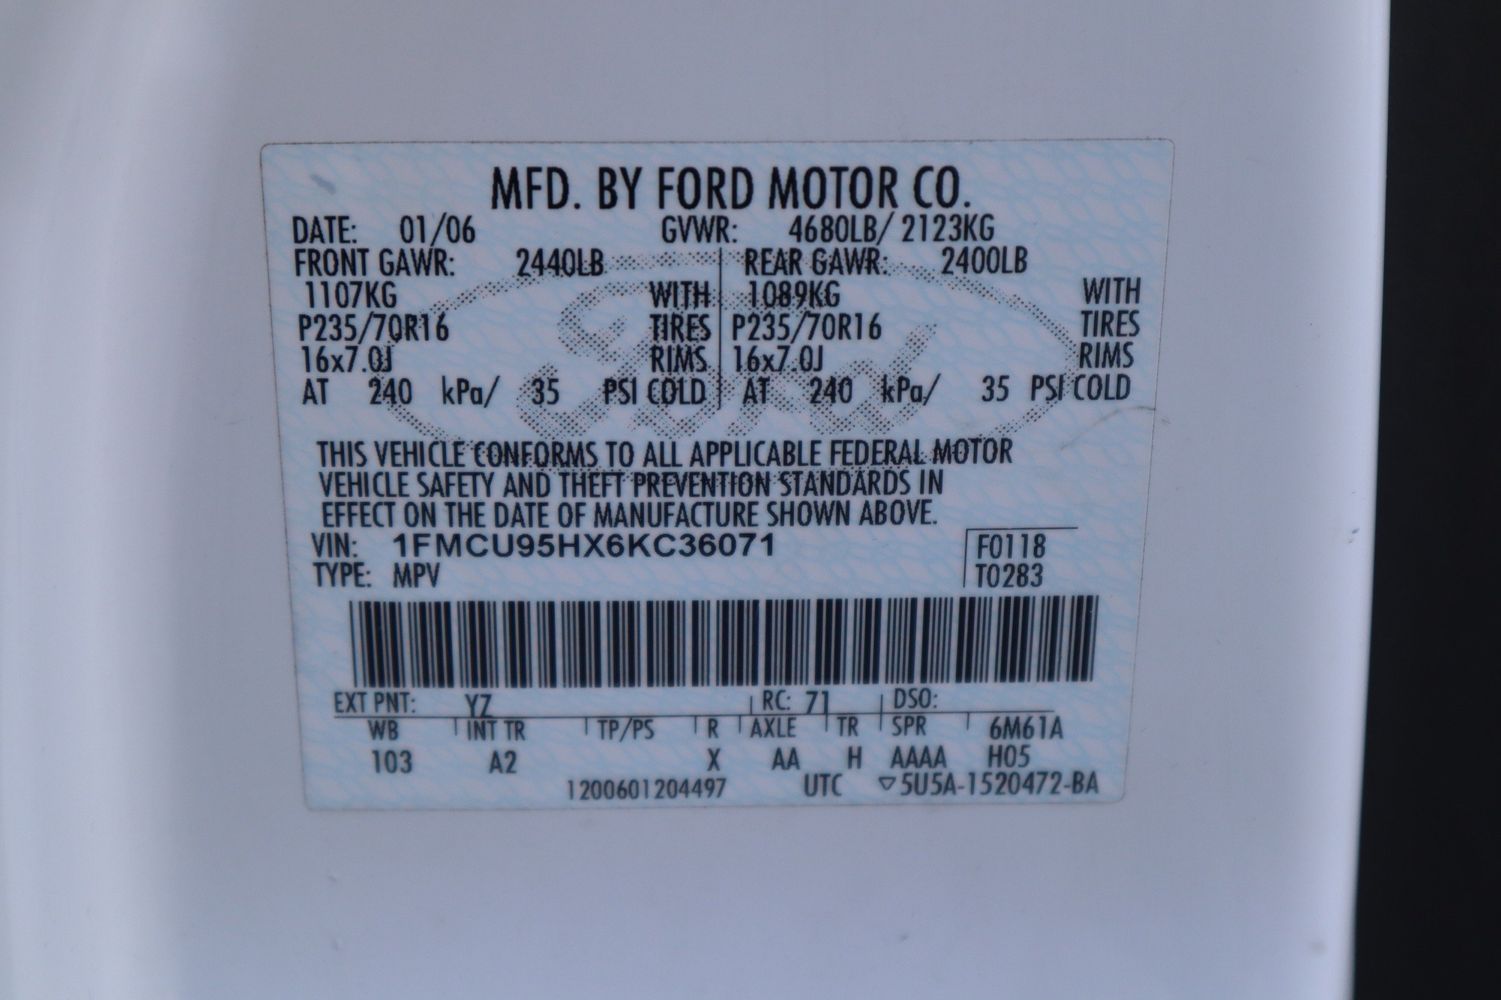 MFD. BY FORD MOTOR CO.
DATE: 01/06 GVWR: 4680LB/ 2123KG
FRONT GAWR: 2440LB REAR GAWR: 2400LB
1107KG WITH 1089KG WITH
P235/70R16 TIRES P235/70R16 TIRES
16x7.0J RIMS 16x7.0J RIMS
AT 240 kPa/ 35 PSI COLD AT 240 kPa/ 35 PSI COLD
Ford
THIS VEHICLE CONFORMS TO ALL APPLICABLE FEDERAL MOTOR
VEHICLE SAFETY AND THEFT PREVENTION STANDARDS IN
EFFECT ON THE DATE OF MANUFACTURE SHOWN ABOVE.
VIN: 1FMCU95HX6KC36071 F0118
TYPE: MPV T0283
EXT PNT: YZ RC: 71 DSO:
WB INT TR TP/PS R AXLE TR SPR 6M61A
103 A2 X AA H AAAA H05
1200601204497 UTC ▽5U5A-1520472-BA